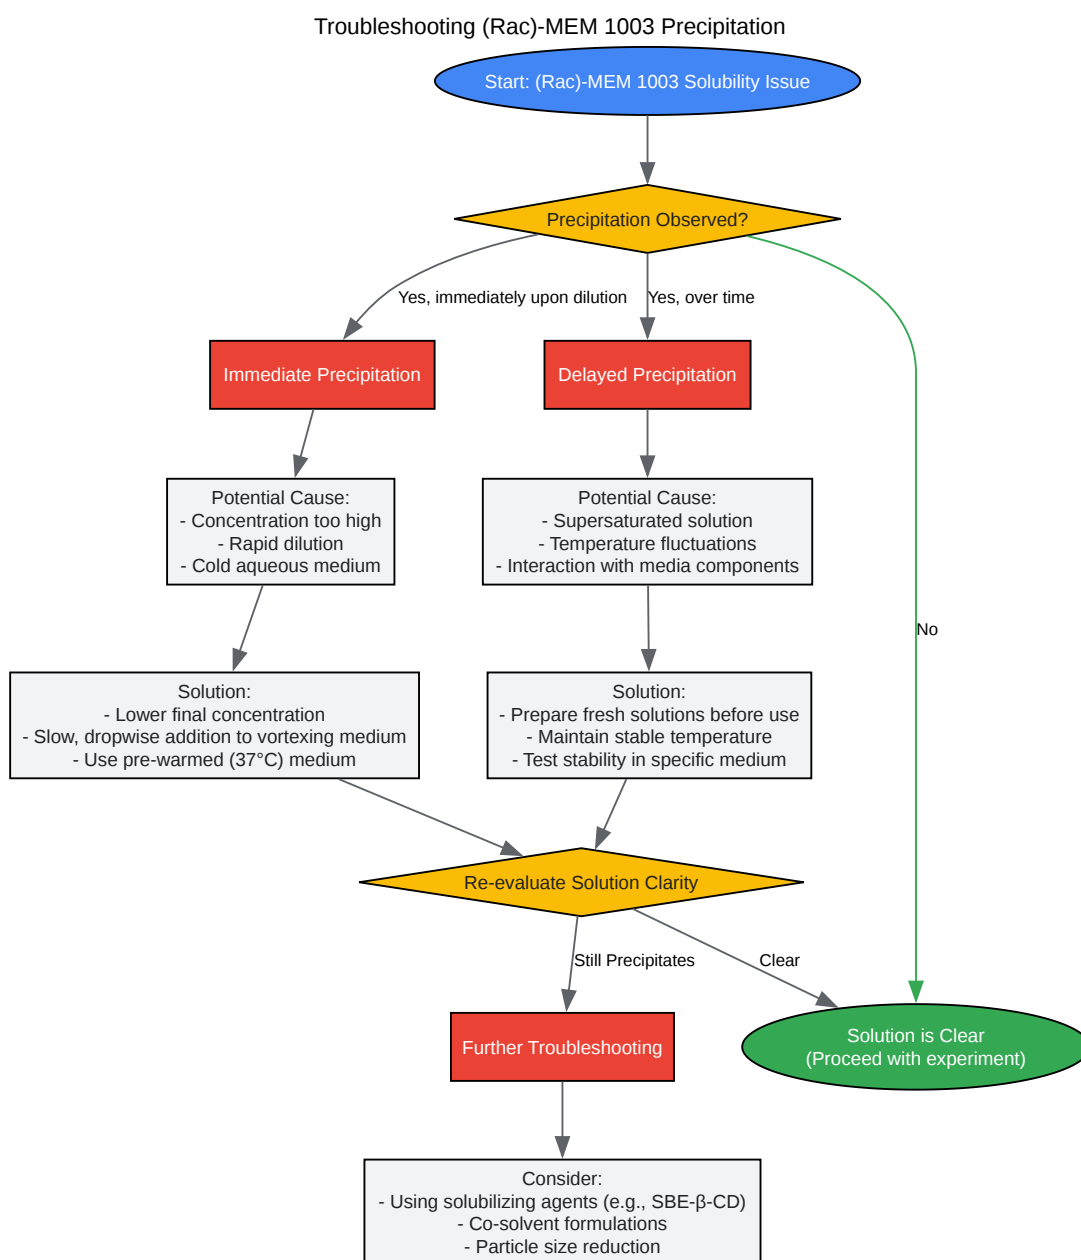 Troubleshooting (Rac)-MEM 1003 Precipitation
Start: (Rac)-MEM 1003 Solubility Issue
Precipitation Observed?
Yes, immediately upon dilution
Yes, over time
Immediate Precipitation
Delayed Precipitation
Potential Cause:
- Concentration too high
- Rapid dilution
- Cold aqueous medium
Potential Cause:
- Supersaturated solution
- Temperature fluctuations
- Interaction with media components
No
Solution:
- Lower final concentration
- Slow, dropwise addition to vortexing medium
- Use pre-warmed (37°C) medium
Solution:
- Prepare fresh solutions before use
- Maintain stable temperature
- Test stability in specific medium
Re-evaluate Solution Clarity
Still Precipitates
Clear
Further Troubleshooting
Solution is Clear
(Proceed with experiment)
Consider:
- Using solubilizing agents (e.g., SBE-β-CD)
- Co-solvent formulations
- Particle size reduction